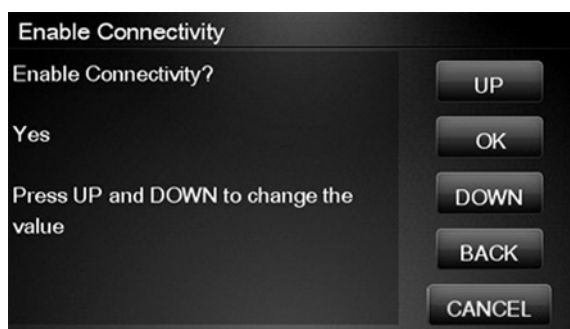 Enable Connectivity
Enable Connectivity?
UP
Yes
OK
Press UP and DOWN to change the
value
DOWN
BACK
CANCEL